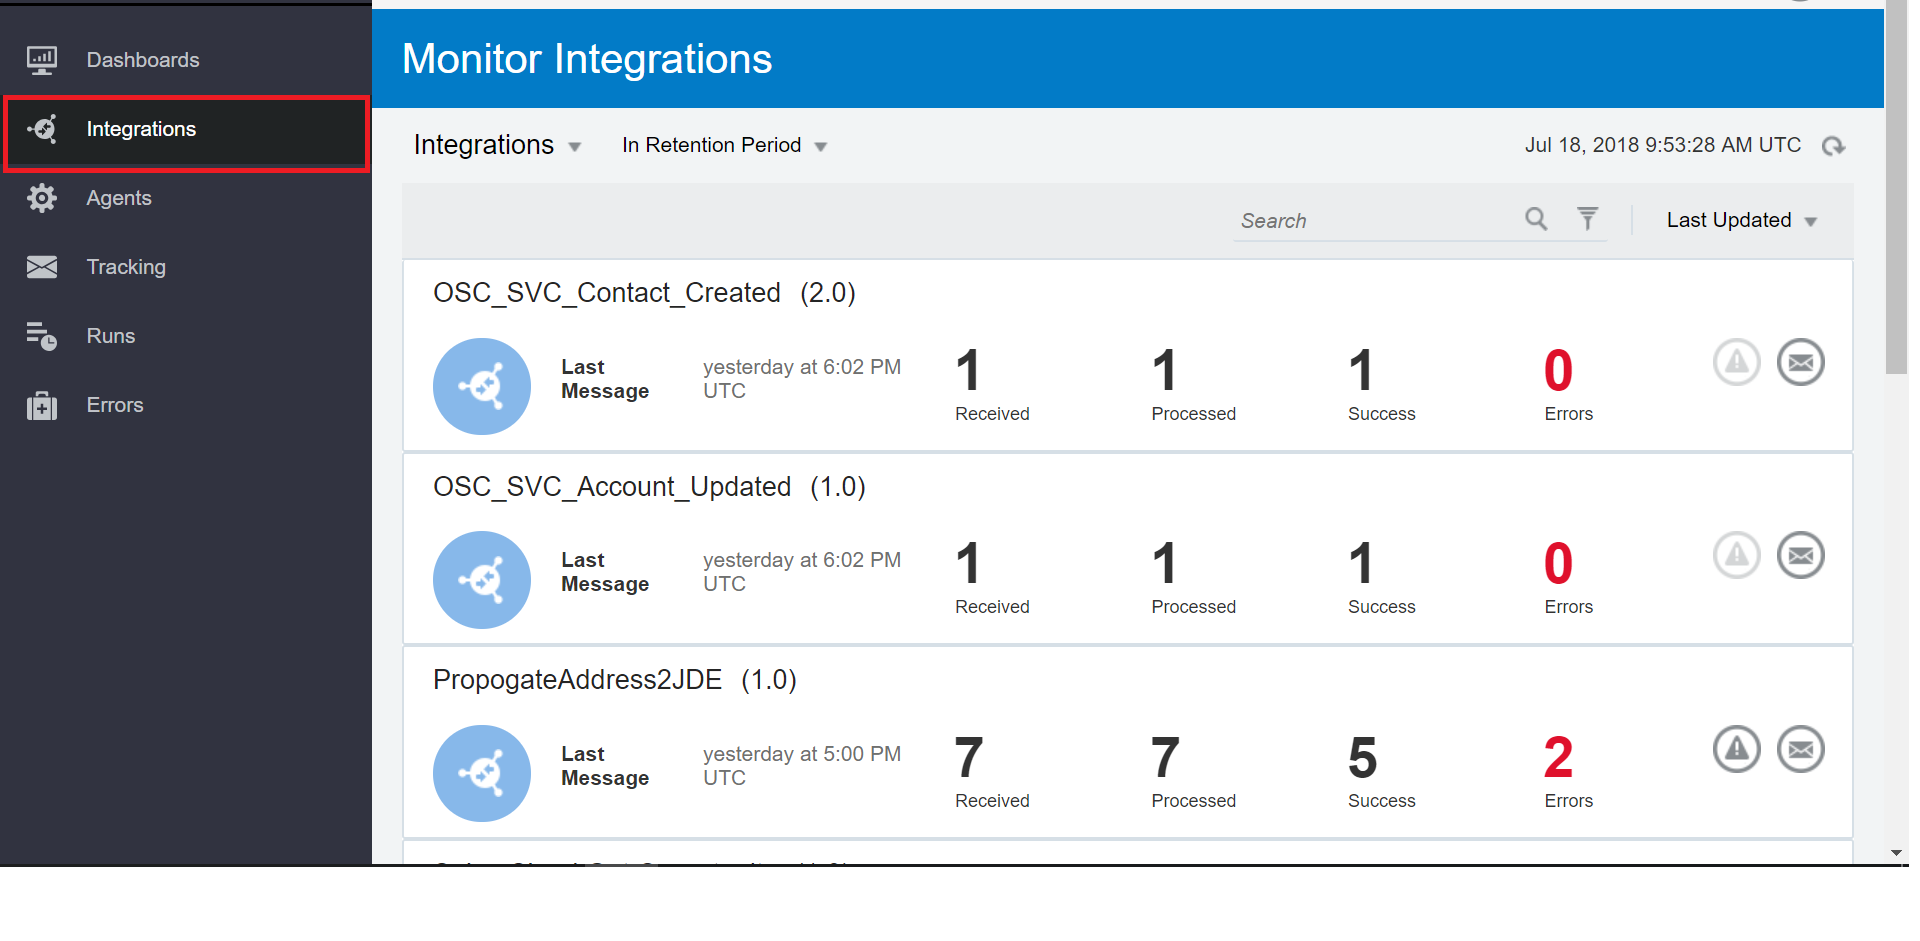 Dashboards
Integrations
Agents
Tracking
Runs
Errors
Monitor Integrations
Integrations In Retention Period Jul 18, 2018 9:53:28 AM UTC
Search Last Updated
OSC_SVC_Contact_Created (2.0)
Last Message yesterday at 6:02 PM UTC
1 Received
1 Processed
1 Success
0 Errors
OSC_SVC_Account_Updated (1.0)
Last Message yesterday at 6:02 PM UTC
1 Received
1 Processed
1 Success
0 Errors
PropogateAddress2JDE (1.0)
Last Message yesterday at 5:00 PM UTC
7 Received
7 Processed
5 Success
2 Errors